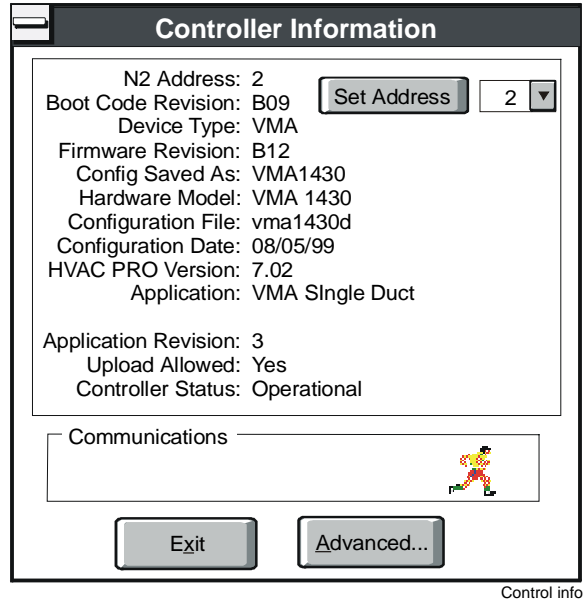 Controller Information
N2 Address: 2
Set Address 2
Boot Code Revision: B09
Device Type: VMA
Firmware Revision: B12
Config Saved As: VMA1430
Hardware Model: VMA 1430
Configuration File: vma1430d
Configuration Date: 08/05/99
HVAC PRO Version: 7.02
Application: VMA SIngle Duct
Application Revision: 3
Upload Allowed: Yes
Controller Status: Operational
Communications
Exit
Advanced...
Control info